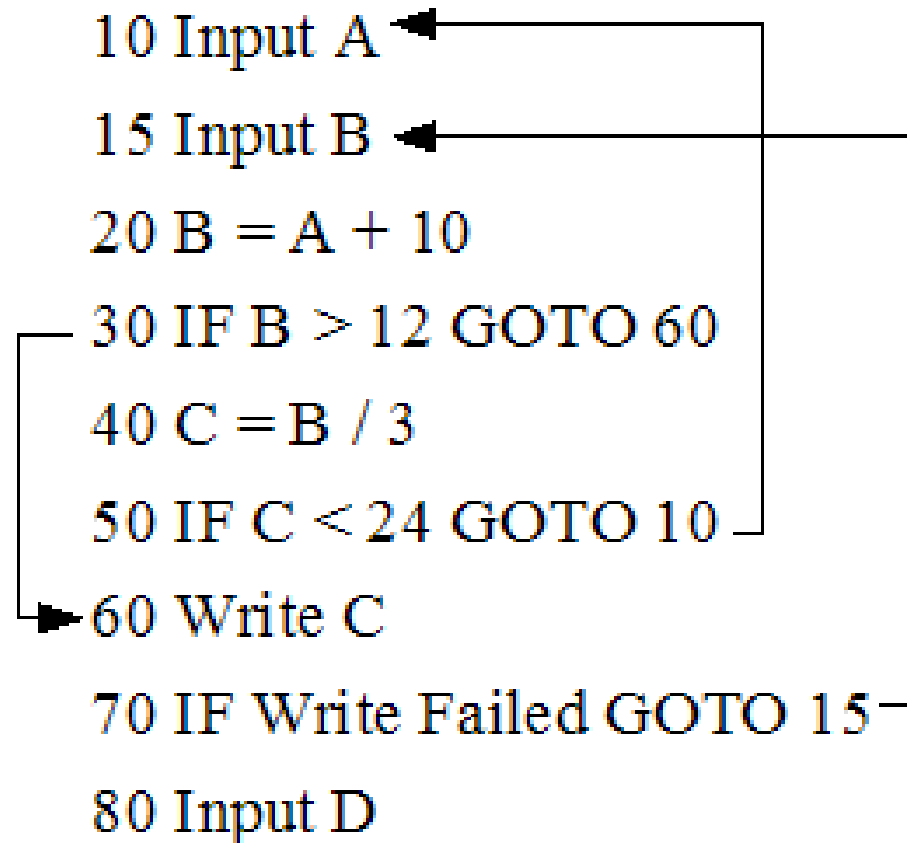 10 Input A
15 Input B
20 B = A + 10
30 IF B > 12 GOTO 60
40 C = B / 3
50 IF C < 24 GOTO 10
60 Write C
70 IF Write Failed GOTO 15
80 Input D